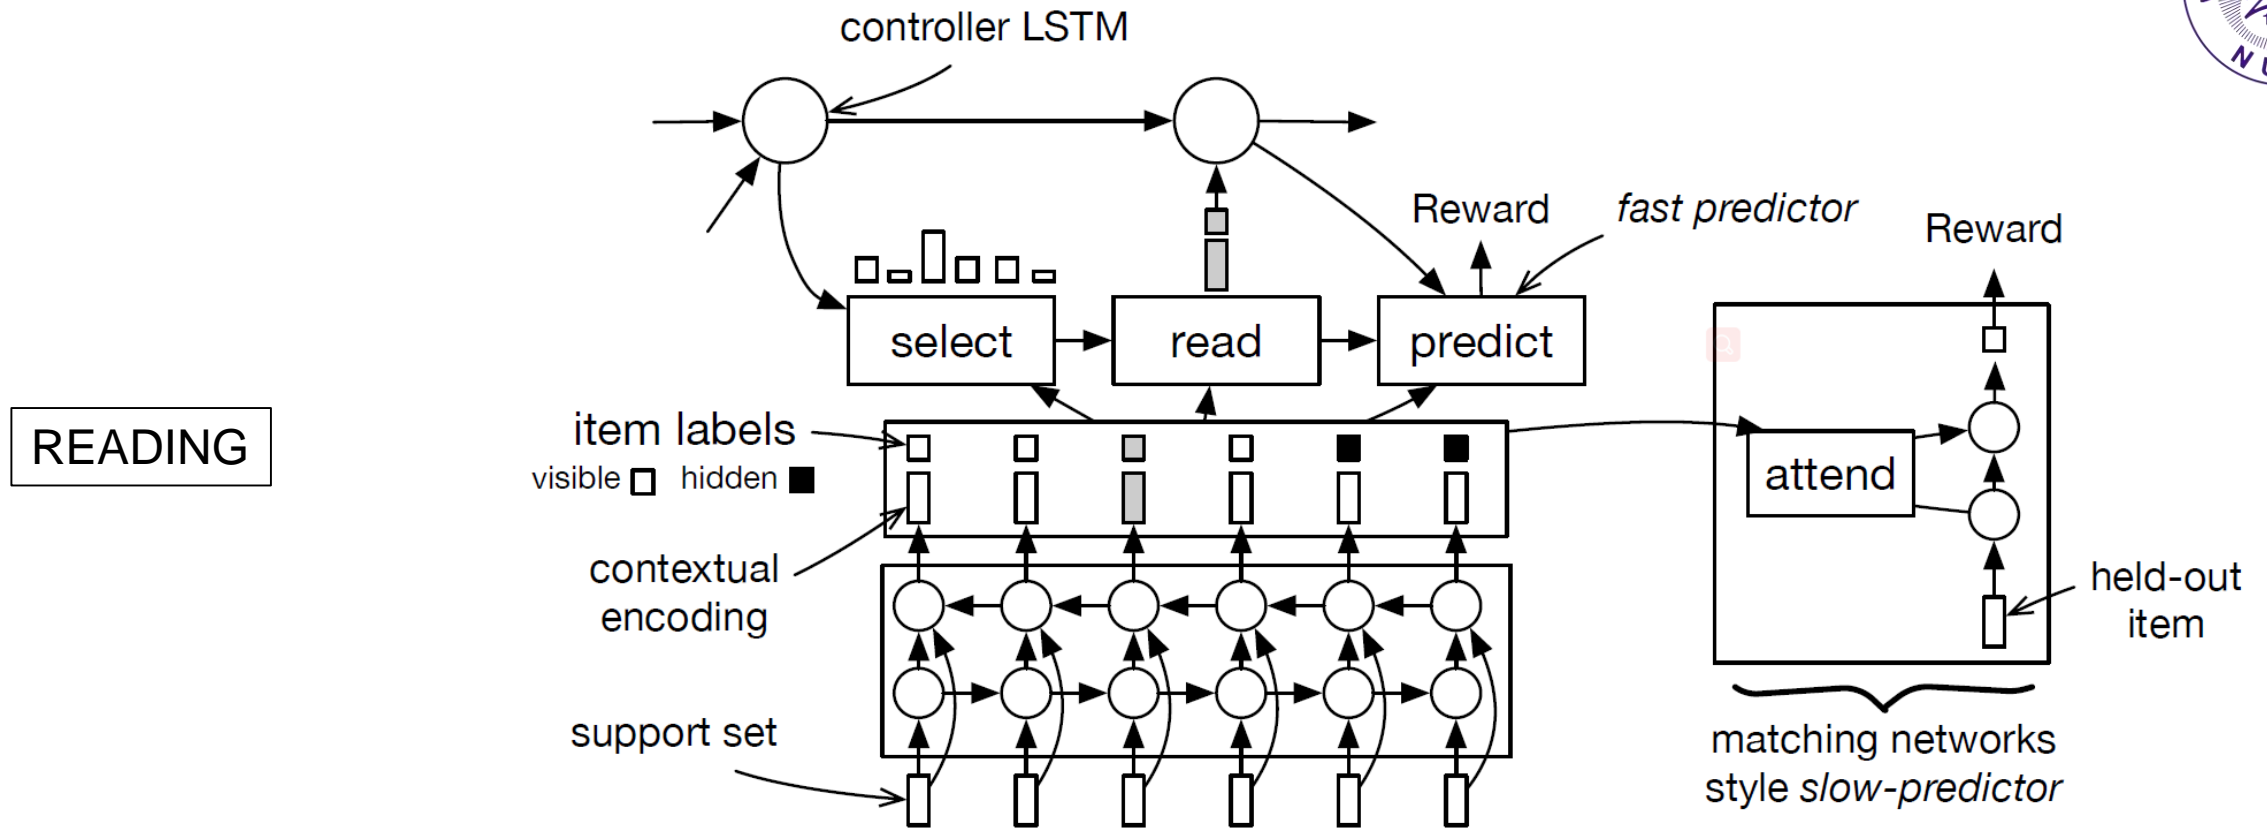 controller LSTM
Reward
fast predictor
Reward
select
read
predict
READING
item labels
visible hidden
attend
contextual
encoding
held-out
item
support set
matching networks
style slow-predictor
N U